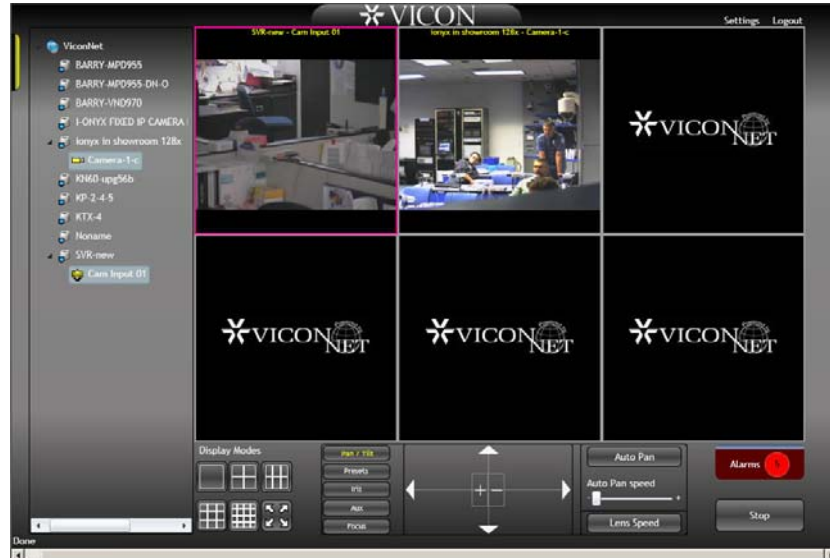 VICON
Settings Logout
ViconNet
BARRY-MPD955
BARRY-MPD955-DN-O
BARRY-VND970
I-ONYX FIXED IP CAMERA
Ionyx in showroom 128x
Camera-1-c
KN60-upg56b
KP-2-4-5
KTX-4
Noname
SVR-new
Cam Input 01
SVR-new - Cam Input 01
Ionyx in showroom 128x - Camera-1-c
VICONNET
VICONNET
VICONNET
VICONNET
Display Modes
Pan / Tilt
Presets
Iris
Aux
Focus
+ -
Auto Pan
Auto Pan speed
- +
Lens Speed
Alarms 5
Stop
Done